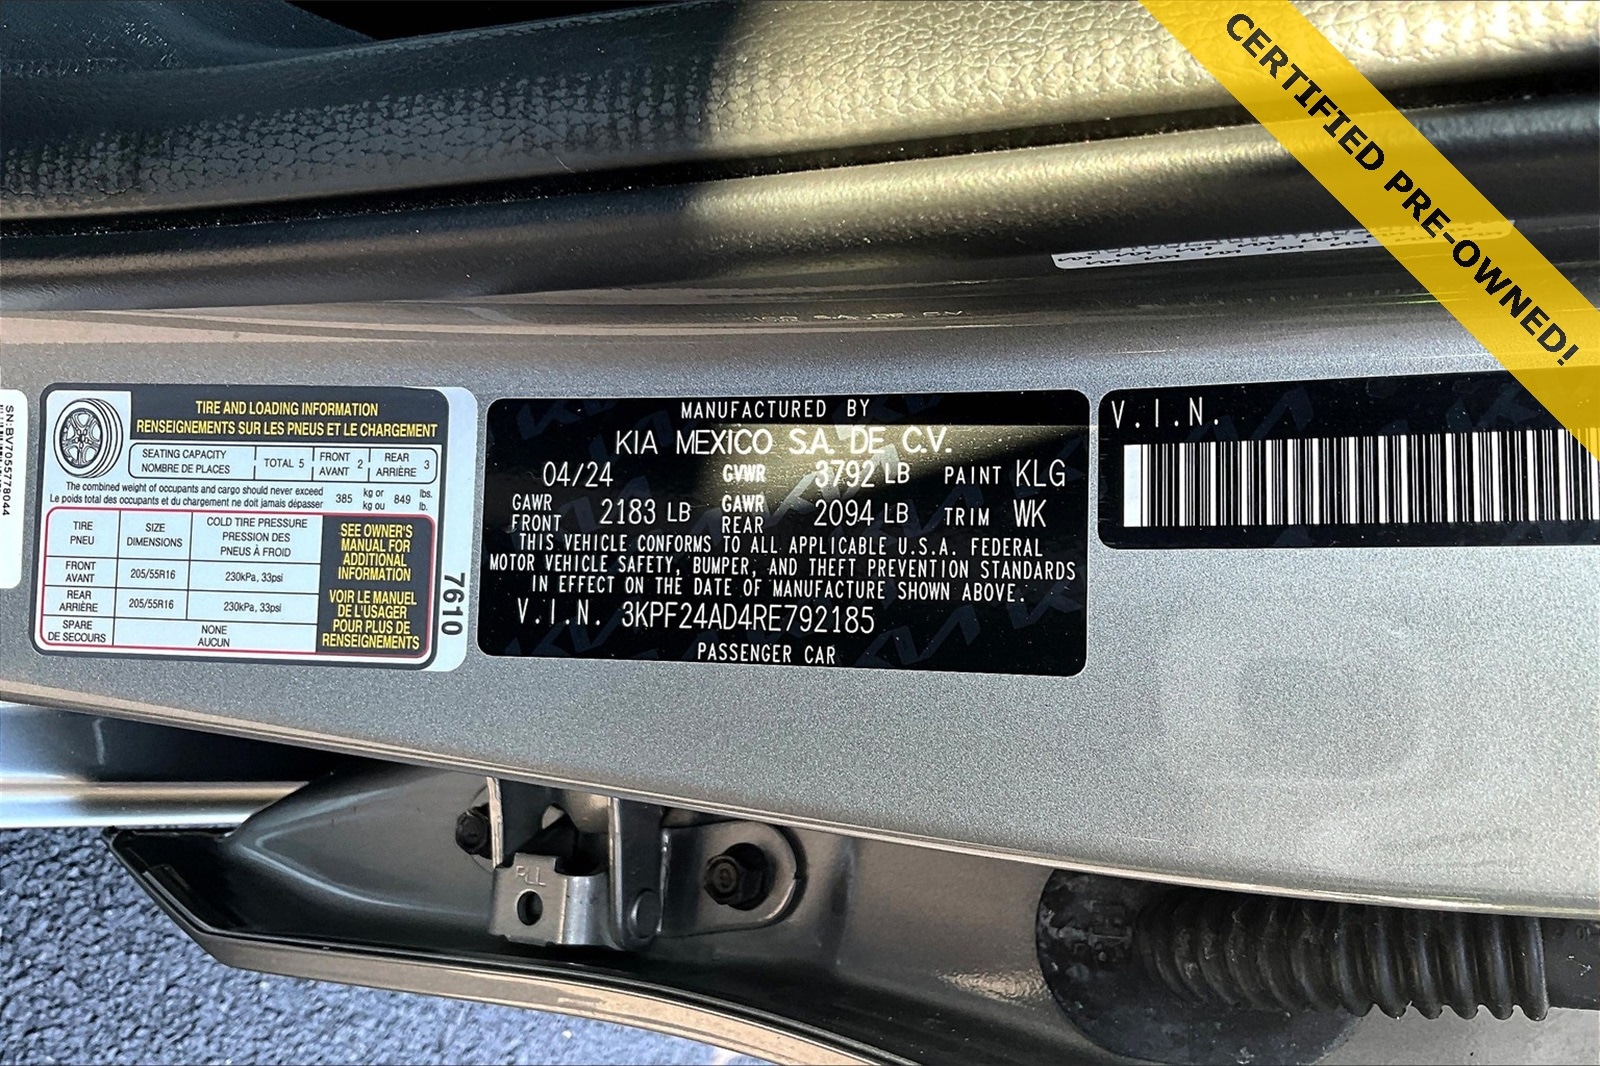 CERTIFIED PRE-OWNED!
SN:BV7055778044
TIRE AND LOADING INFORMATION
RENSEIGNEMENTS SUR LES PNEUS ET LE CHARGEMENT
SEATING CAPACITY
NOMBRE DE PLACES
TOTAL 5
FRONT
AVANT 2
REAR
ARRIÈRE 3
The combined weight of occupants and cargo should never exceed
Le poids total des occupants et du chargement ne doit jamais dépasser
385 kg or
kg ou
849 lbs.
lb.
TIRE
PNEU
SIZE
DIMENSIONS
COLD TIRE PRESSURE
PRESSION DES
PNEUS À FROID
FRONT
AVANT
205/55R16
230kPa, 33psi
REAR
ARRIÈRE
205/55R16
230kPa, 33psi
SPARE
DE SECOURS
NONE
AUCUN
SEE OWNER'S
MANUAL FOR
ADDITIONAL
INFORMATION
VOIR LE MANUEL
DE L'USAGER
POUR PLUS DE
RENSEIGNEMENTS
7610
MANUFACTURED BY
KIA MEXICO S.A. DE C.V.
04/24 GVWR 3792 LB PAINT KLG
GAWR
FRONT 2183 LB
GAWR
REAR 2094 LB TRIM WK
THIS VEHICLE CONFORMS TO ALL APPLICABLE U.S.A. FEDERAL
MOTOR VEHICLE SAFETY, BUMPER, AND THEFT PREVENTION STANDARDS
IN EFFECT ON THE DATE OF MANUFACTURE SHOWN ABOVE.
V.I.N. 3KPF24AD4RE792185
PASSENGER CAR
V.I.N.